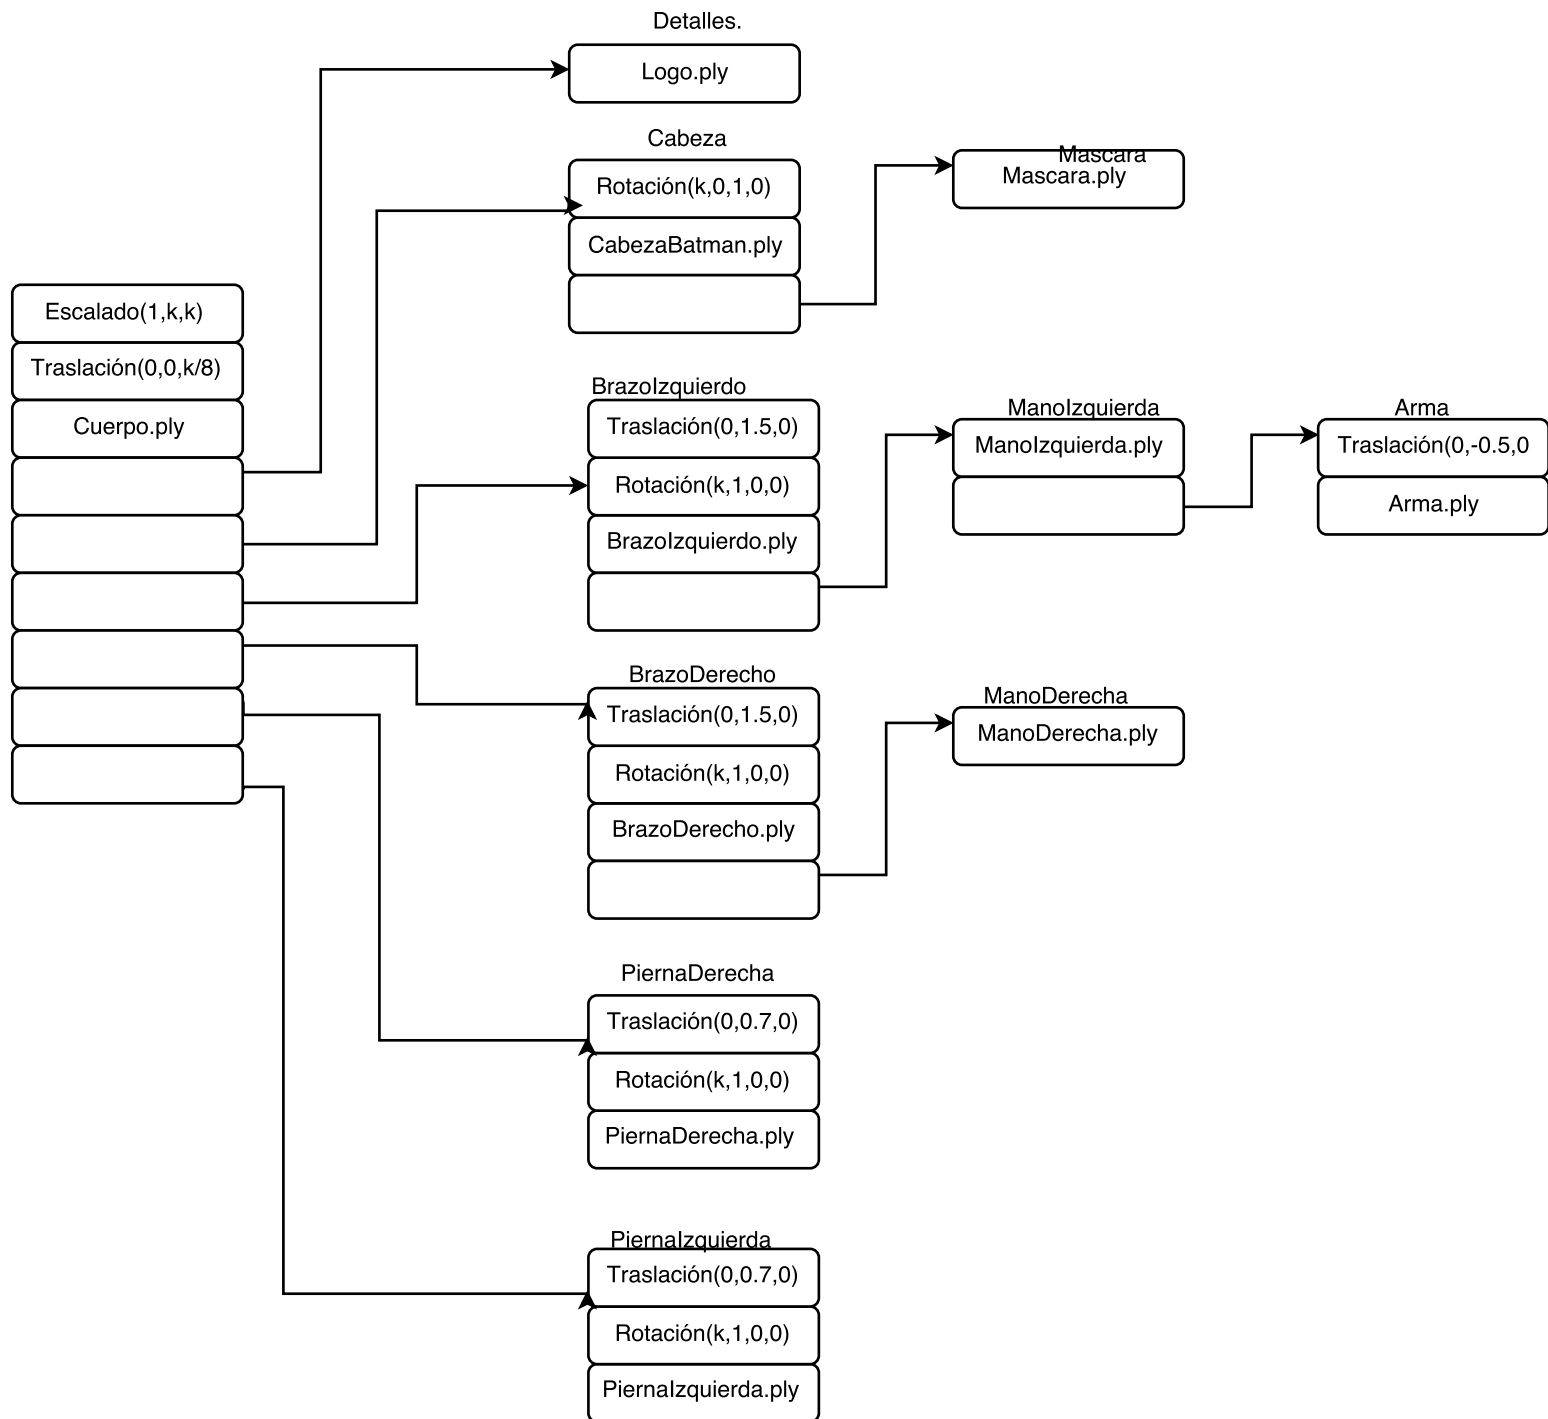 Detalles.
Logo.ply
Cabeza
Rotación(k,0,1,0)
CabezaBatman.ply
Mascara
Mascara.ply
Escalado(1,k,k)
Traslación(0,0,k/8)
Cuerpo.ply
BrazoIzquierdo
Traslación(0,1.5,0)
Rotación(k,1,0,0)
BrazoIzquierdo.ply
ManoIzquierda
ManoIzquierda.ply
Arma
Traslación(0,-0.5,0
Arma.ply
BrazoDerecho
Traslación(0,1.5,0)
Rotación(k,1,0,0)
BrazoDerecho.ply
ManoDerecha
ManoDerecha.ply
PiernaDerecha
Traslación(0,0.7,0)
Rotación(k,1,0,0)
PiernaDerecha.ply
PiernaIzquierda
Traslación(0,0.7,0)
Rotación(k,1,0,0)
PiernaIzquierda.ply